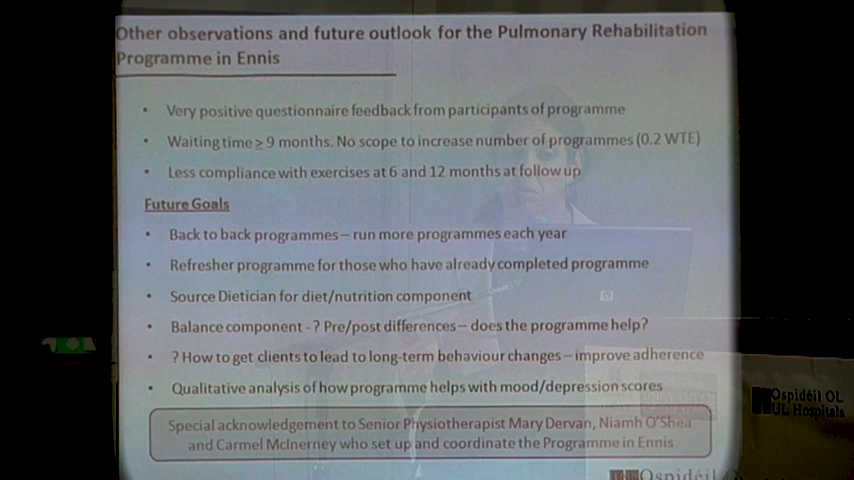 Other observations and future outlook for the Pulmonary Rehabilitation
Programme in Ennis
• Very positive questionnaire feedback from participants of programme
• Waiting time ≥ 9 months. No scope to increase number of programmes (0.2 WTE)
• Less compliance with exercises at 6 and 12 months at follow up
Future Goals
• Back to back programmes – run more programmes each year
• Refresher programme for those who have already completed programme
• Source Dietician for diet/nutrition component
• Balance component - ? Pre/post differences – does the programme help?
• ? How to get clients to lead to long-term behaviour changes – improve adherence
• Qualitative analysis of how programme helps with mood/depression scores
Special acknowledgement to Senior Physiotherapist Mary Dervan, Niamh O'Shea
and Carmel McInerney who set up and coordinate the Programme in Ennis
Ospidéil OL
UL Hospitals
Ospidéil